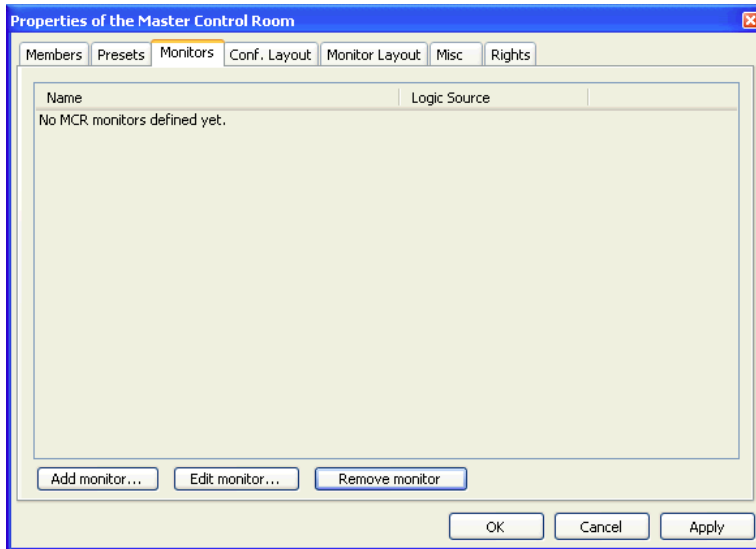 Properties of the Master Control Room
Members Presets Monitors Conf. Layout Monitor Layout Misc Rights
Name Logic Source
No MCR monitors defined yet.
Add monitor... Edit monitor... Remove monitor
OK Cancel Apply